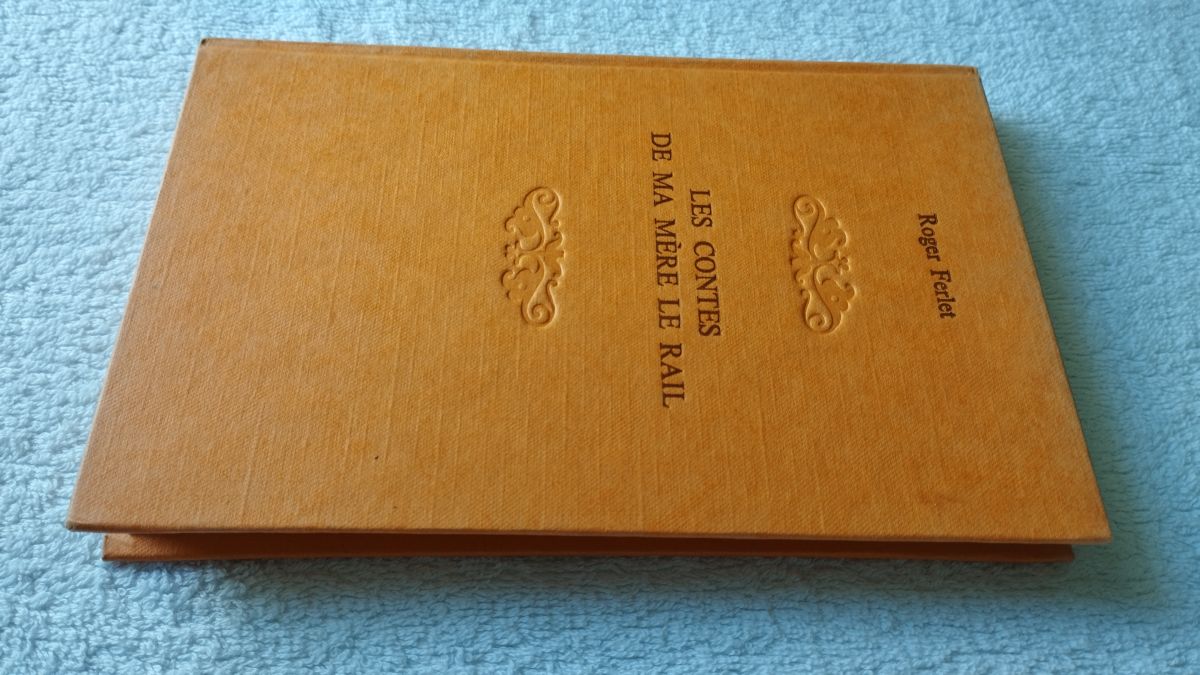 Roger Ferlet
LES CONTES
DE MA MÈRE LE RAIL